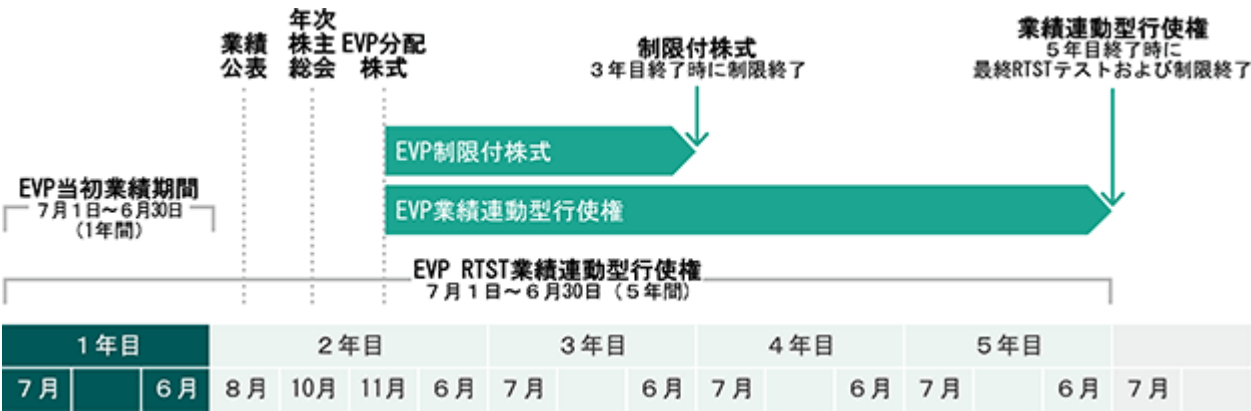 業績
公表
年次
株主
総会
EVP分配
株式
制限付株式
3年目終了時に制限終了
業績連動型行使権
5年目終了時に
最終RTSTテストおよび制限終了
EVP制限付株式
EVP業績連動型行使権
EVP当初業績期間
7月1日～6月30日
(1年間)
EVP RTST業績連動型行使権
7月1日～6月30日(5年間)
1年目 2年目 3年目 4年目 5年目
7月 6月 8月 10月 11月 6月 7月 6月 7月 6月 7月 6月 7月